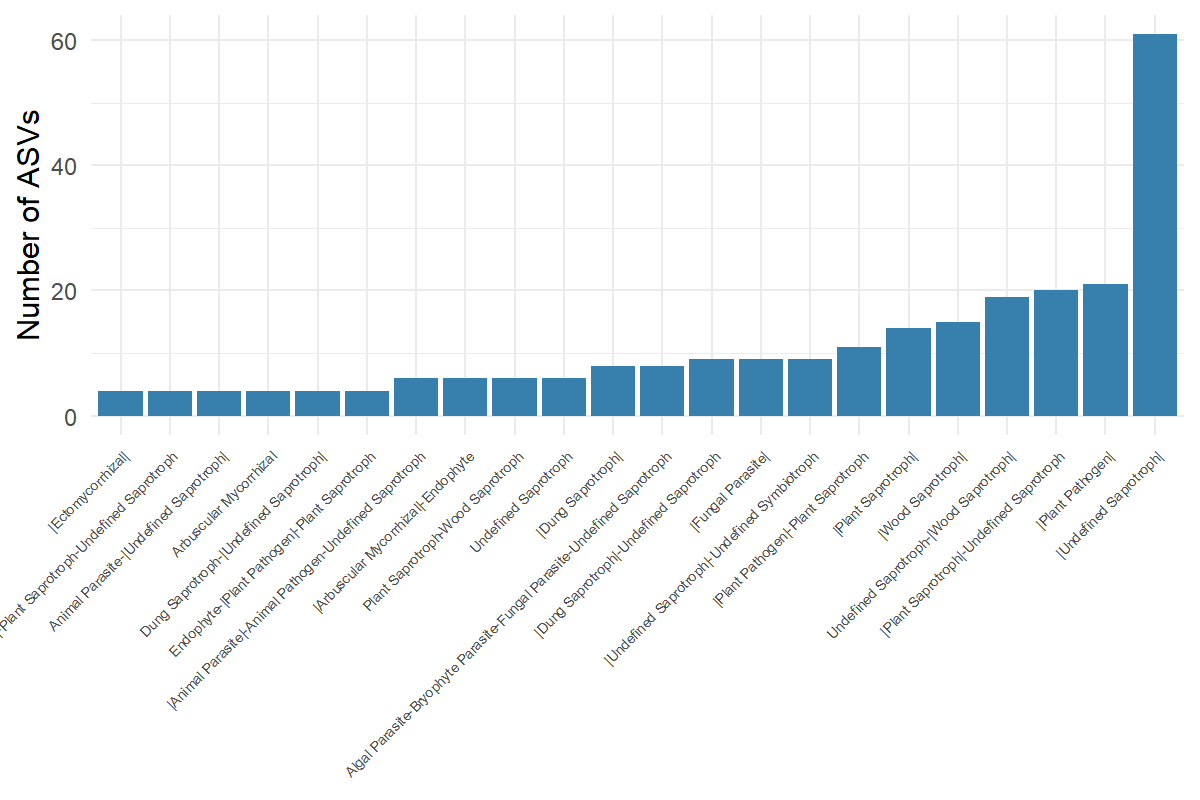 Number of ASVs
60
40
20
0
|Ectomycorrhizal|
Plant Saprotroph-Undefined Saprotroph
Animal Parasite-|Undefined Saprotroph|
Arbuscular Mycorrhizal
Dung Saprotroph-|Undefined Saprotroph|
Endophyte-|Plant Pathogen|-Plant Saprotroph
|Animal Parasite|-Animal Pathogen-Undefined Saprotroph
|Arbuscular Mycorrhizal|-Endophyte
Plant Saprotroph-Wood Saprotroph
Undefined Saprotroph
|Dung Saprotroph|
Algal Parasite-Bryophyte Parasite-Fungal Parasite-Undefined Saprotroph
|Dung Saprotroph|-Undefined Saprotroph
|Fungal Parasite|
|Undefined Saprotroph|-Undefined Symbiotroph
|Plant Pathogen|-Plant Saprotroph
|Plant Saprotroph|
|Wood Saprotroph|
Undefined Saprotroph-|Wood Saprotroph|
|Plant Saprotroph|-Undefined Saprotroph
|Plant Pathogen|
|Undefined Saprotroph|